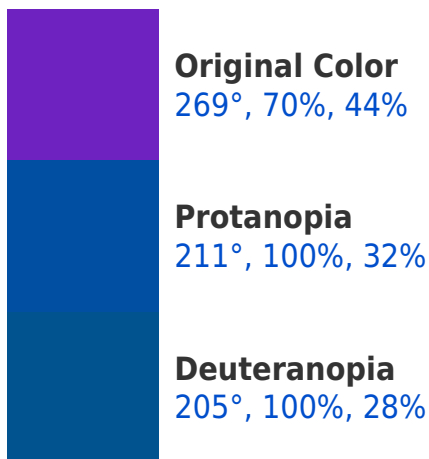 Original Color
269°, 70%, 44%
Protanopia
211°, 100%, 32%
Deuteranopia
205°, 100%, 28%